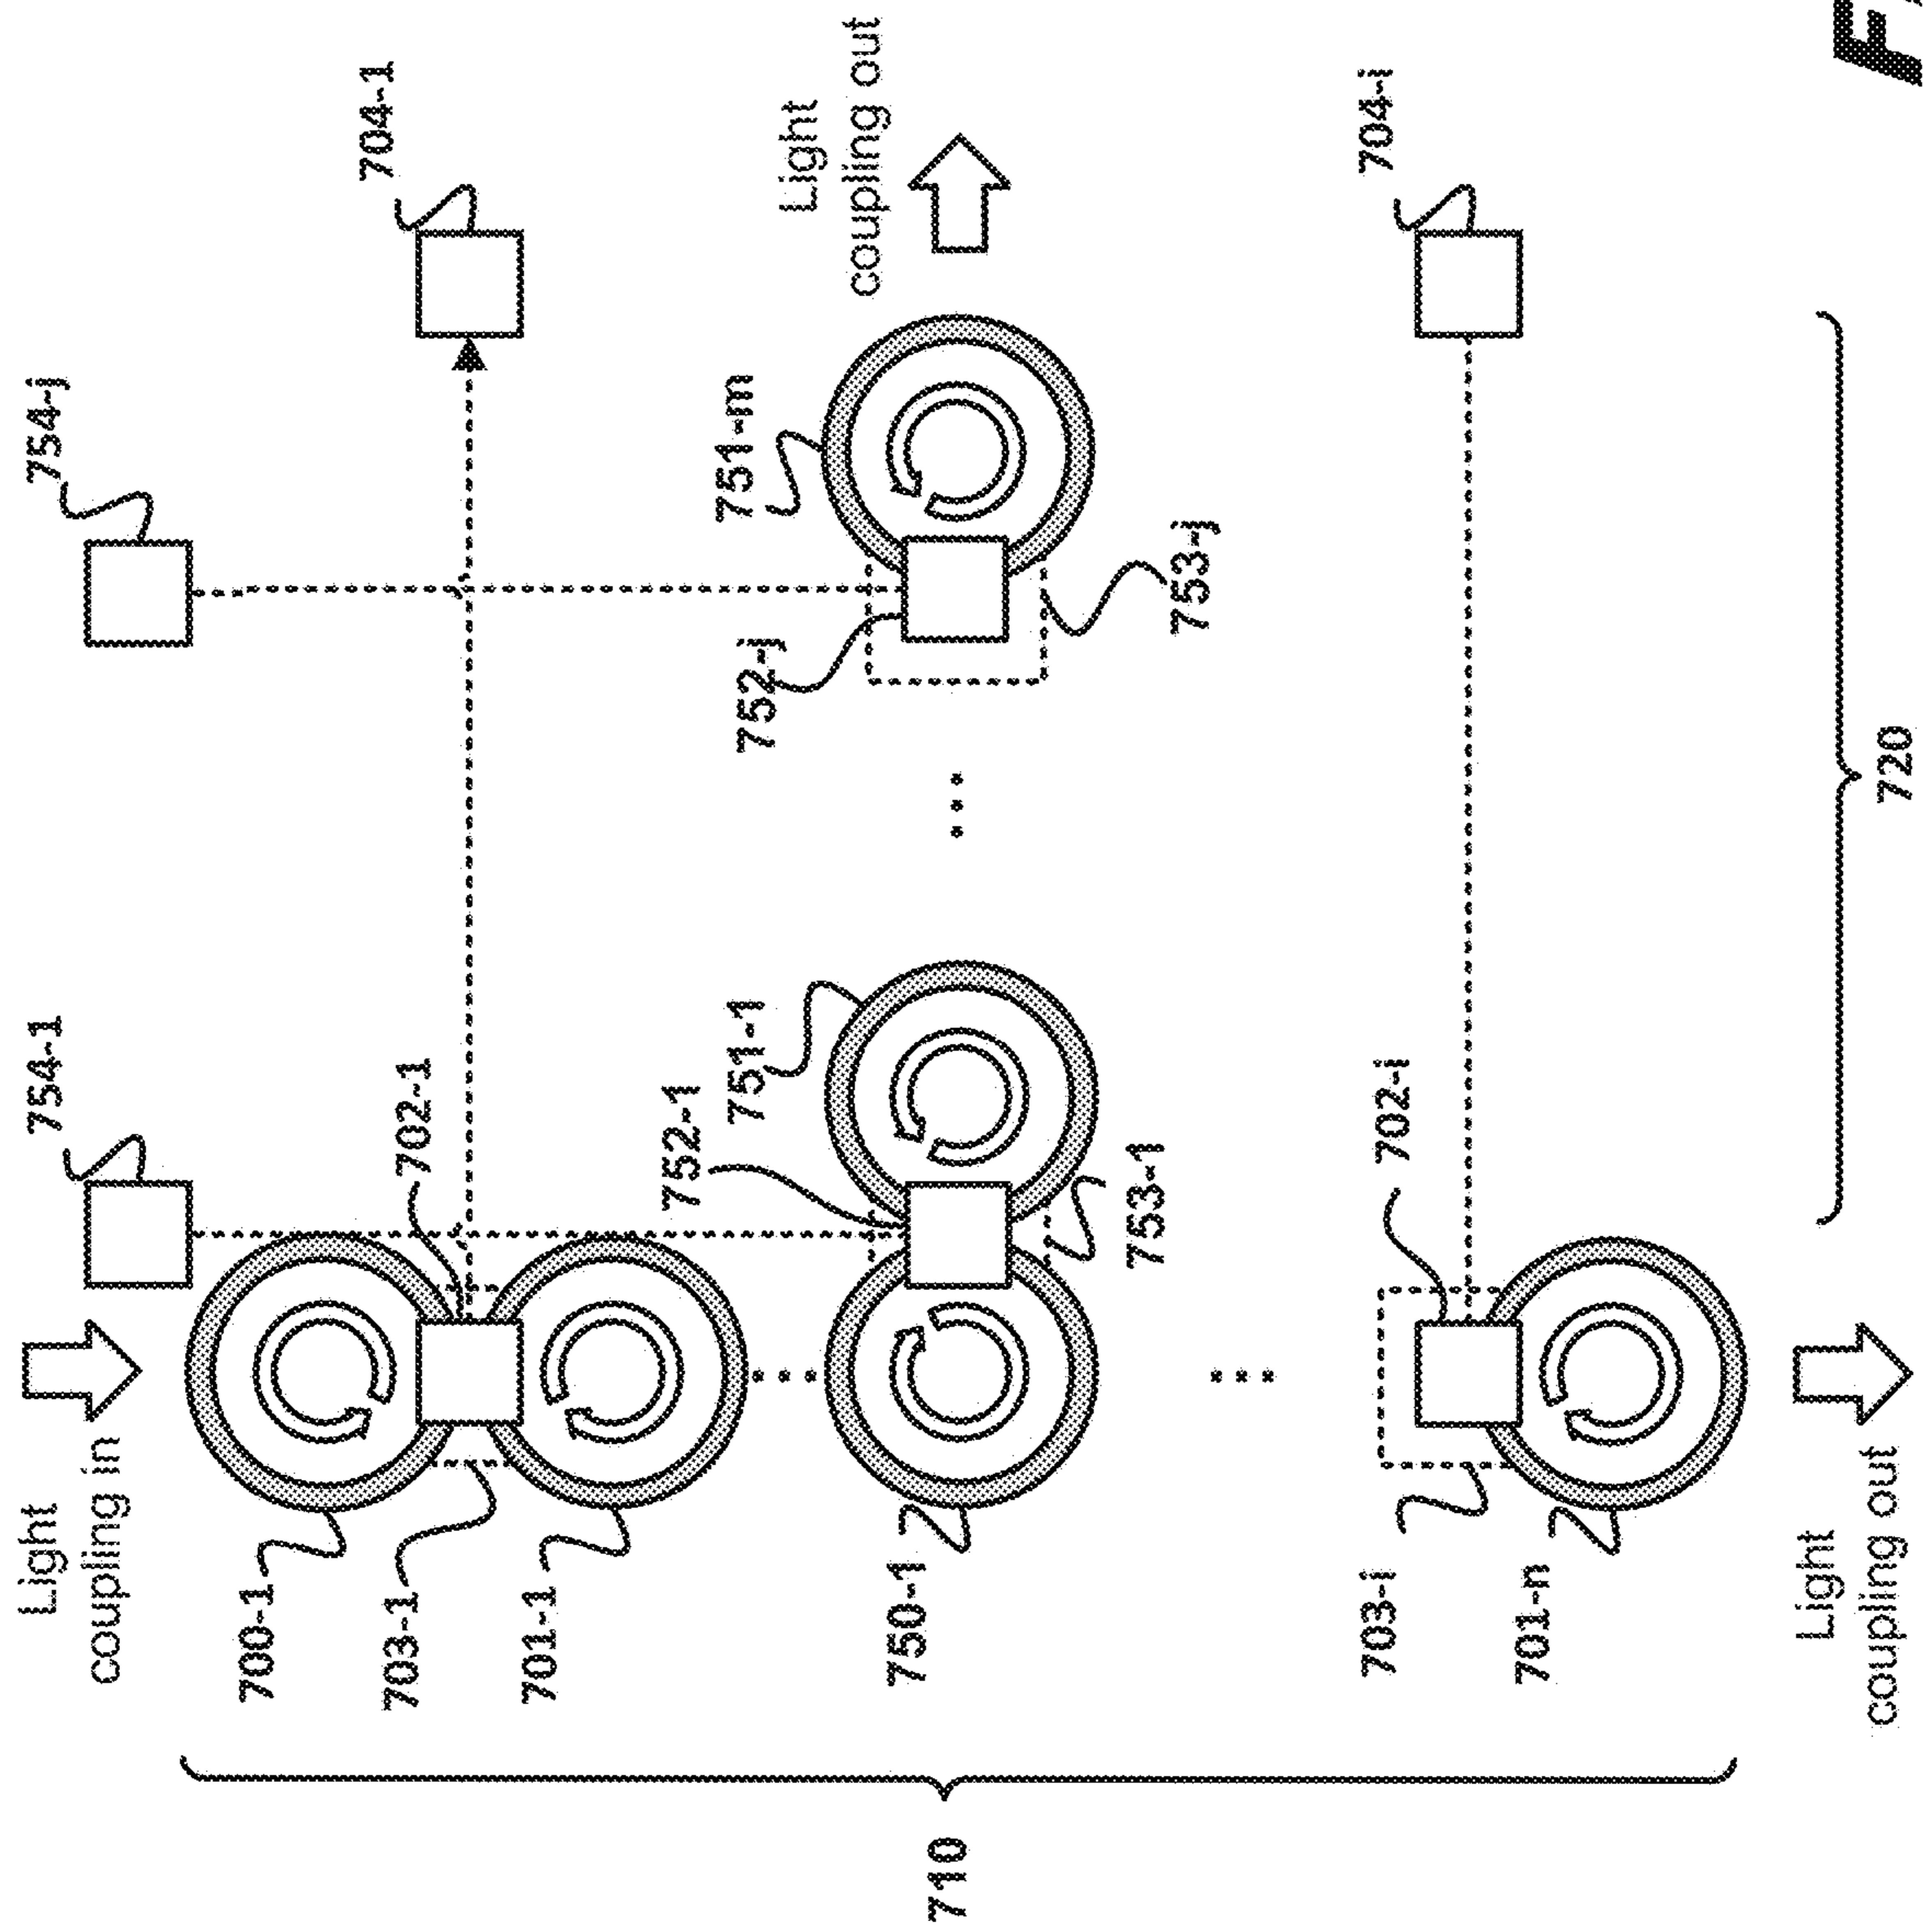 754-j
704-1
Light
coupling out
704-i
751-m
752-j
753-j
720
754-1
702-1
752-1
751-1
753-1
702-i
Light
coupling in
700-1
703-1
701-1
750-1
703-i
701-n
Light
coupling out
710